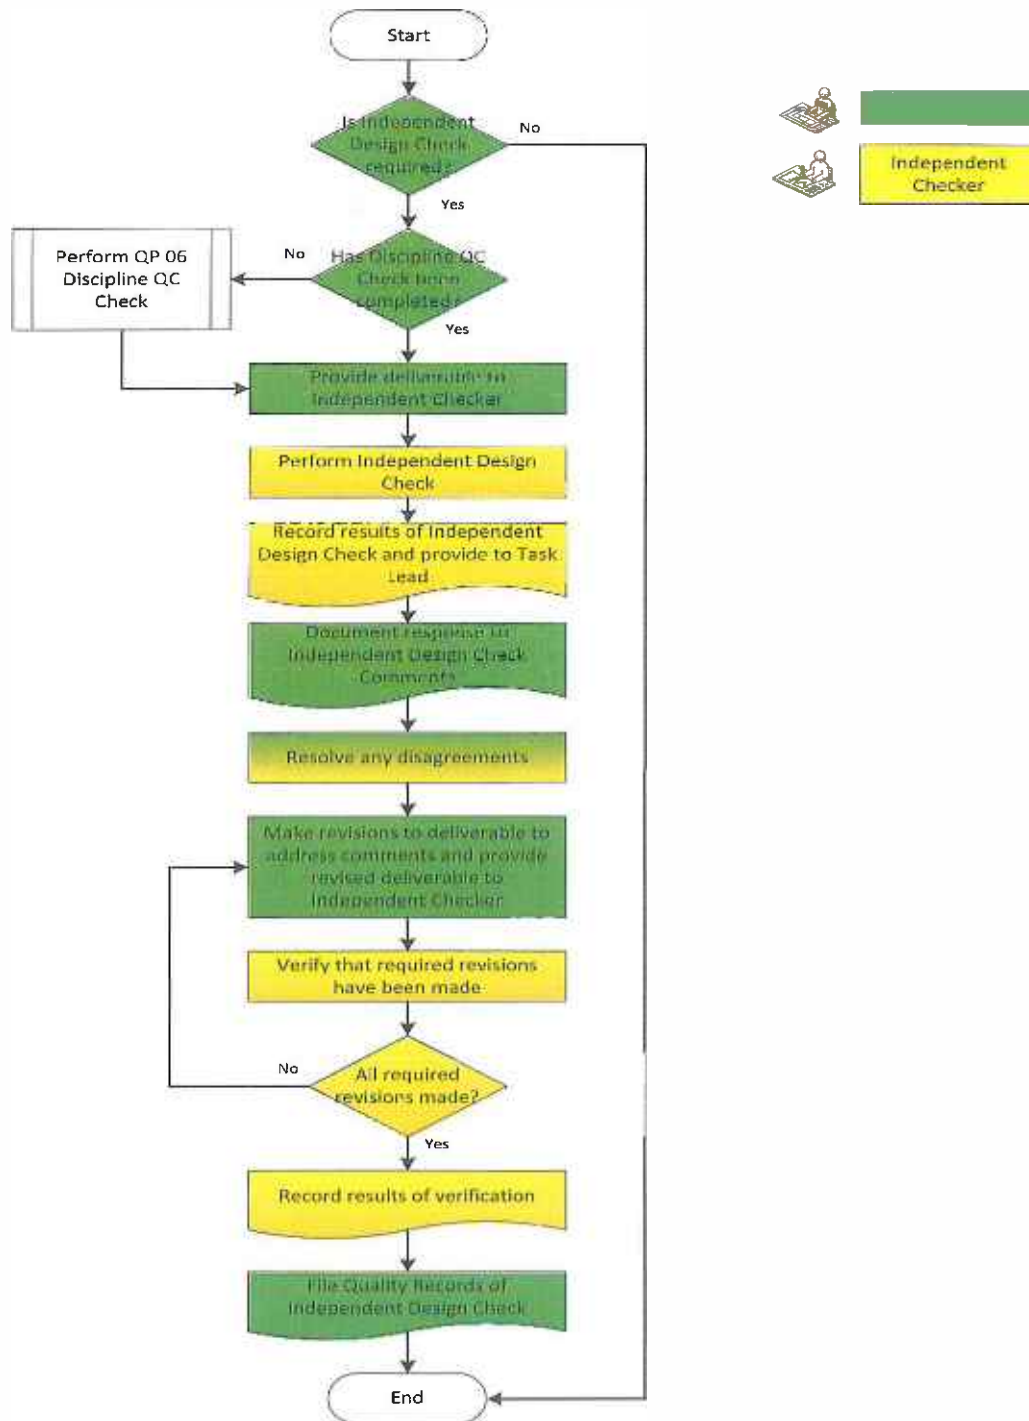 Start
Is Independent
Design Check
required?
No
Yes
Independent
Checker
Has Discipline QC
Check been
completed?
No
Yes
Perform QP 06
Discipline QC
Check
Provide deliverable to
Independent Checker
Perform Independent Design
Check
Record results of Independent
Design Check and provide to Task
Lead
Document response to
Independent Design Check
Comments
Resolve any disagreements
Make revisions to deliverable to
address comments and provide
revised deliverable to
Independent Checker
Verify that required revisions
have been made
No
All required
revisions made?
Yes
Record results of verification
File Quality Records of
Independent Design Check
End